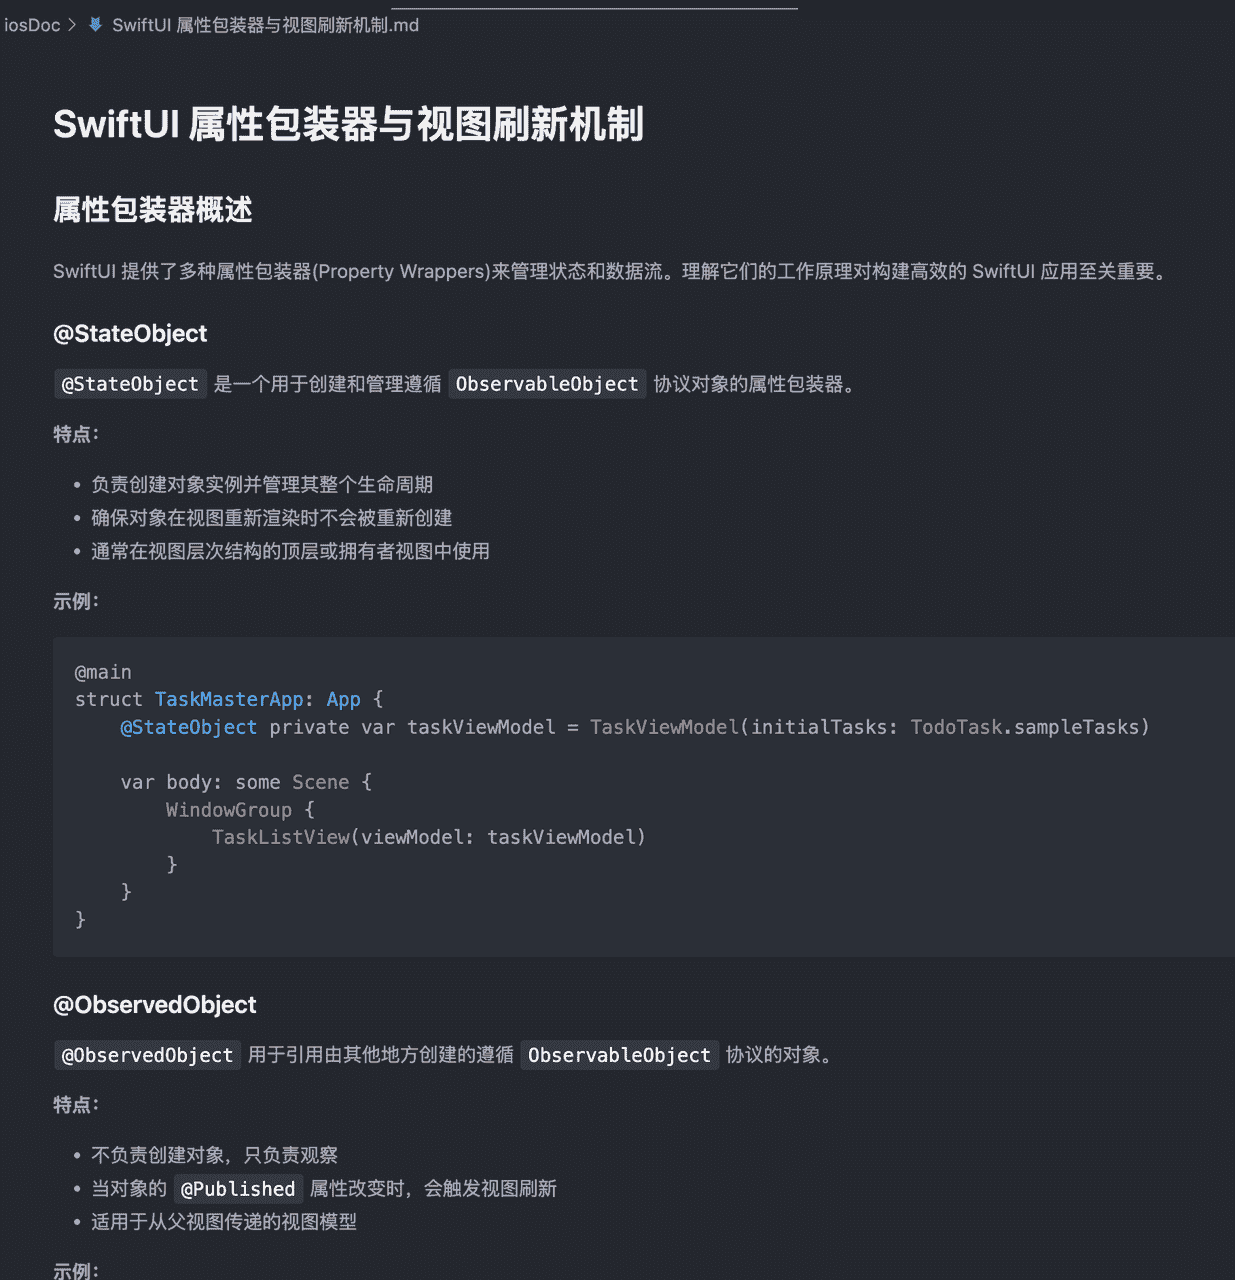 iosDoc > SwiftUI 属性包装器与视图刷新机制.md
SwiftUI 属性包装器与视图刷新机制
属性包装器概述
SwiftUI 提供了多种属性包装器(Property Wrappers)来管理状态和数据流。理解它们的工作原理对构建高效的 SwiftUI 应用至关重要。
@StateObject
@StateObject 是一个用于创建和管理遵循 ObservableObject 协议对象的属性包装器。
特点：
• 负责创建对象实例并管理其整个生命周期
• 确保对象在视图重新渲染时不会被重新创建
• 通常在视图层次结构的顶层或拥有者视图中使用
示例：
@main
struct TaskMasterApp: App {
    @StateObject private var taskViewModel = TaskViewModel(initialTasks: TodoTask.sampleTasks)
    var body: some Scene {
        WindowGroup {
            TaskListView(viewModel: taskViewModel)
        }
    }
}
@ObservedObject
@ObservedObject 用于引用由其他地方创建的遵循 ObservableObject 协议的对象。
特点：
• 不负责创建对象，只负责观察
• 当对象的 @Published 属性改变时，会触发视图刷新
• 适用于从父视图传递的视图模型
示例：